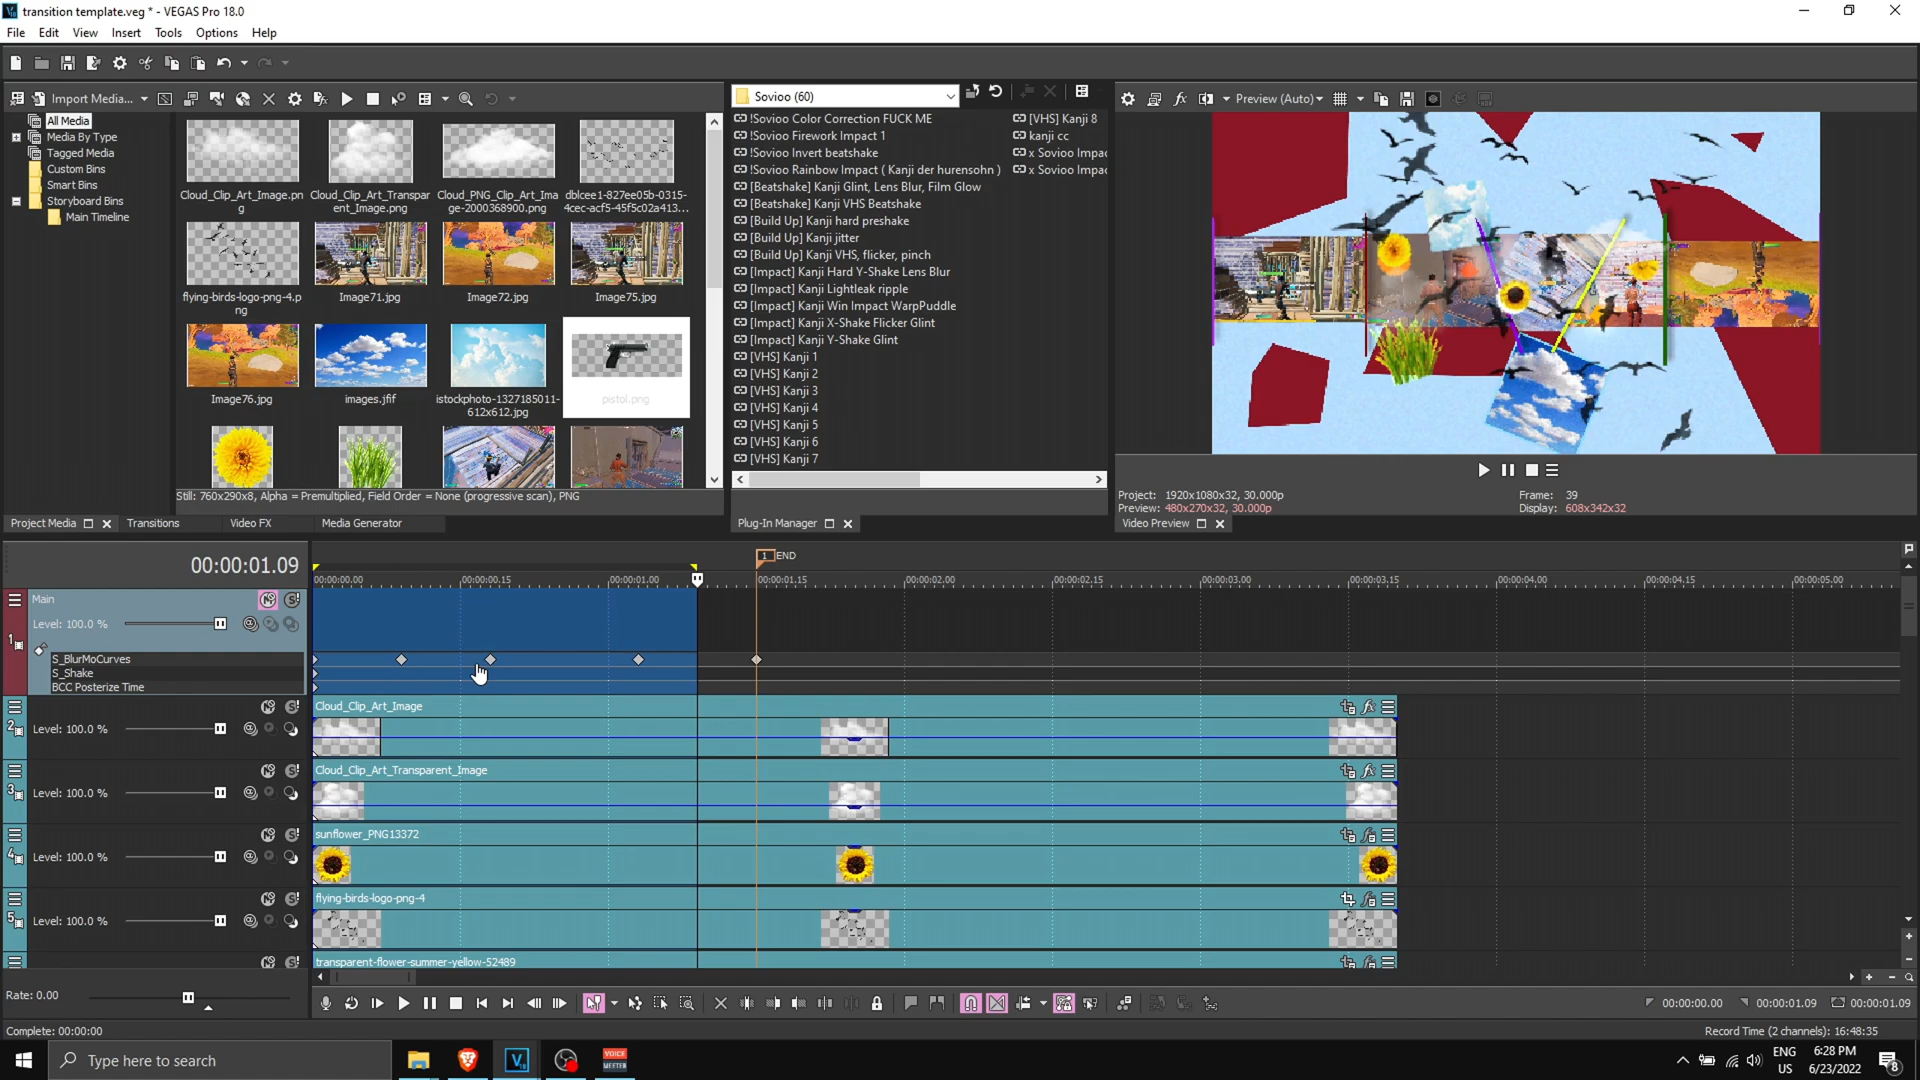 transition template.veg * - VEGAS Pro 18.0
File Edit View Insert Tools Options Help
Import Media...
All Media
Media By Type
Tagged Media
Custom Bins
Smart Bins
Storyboard Bins
Main Timeline
Cloud_Clip_Art_Image.pn
g
Cloud_Clip_Art_Transpar
ent_Image.png
Cloud_PNG_Clip_Art_Ima
ge-2000368900.png
dblcee1-827ee05b-0315-
4cec-acf5-45f5c02a413...
flying-birds-logo-png-4.p
ng
Image71.jpg
Image72.jpg
Image75.jpg
Image76.jpg
images.jfif
istockphoto-1327185011-
612x612.jpg
pistol.png
Still: 760x290x8, Alpha = Premultiplied, Field Order = None (progressive scan), PNG
Project Media
Transitions
Video FX
Media Generator
Sovioo (60)
!Sovioo Color Correction FUCK ME
!Sovioo Firework Impact 1
!Sovioo Invert beatshake
!Sovioo Rainbow Impact ( Kanji der hurensohn )
[Beatshake] Kanji Glint, Lens Blur, Film Glow
[Beatshake] Kanji VHS Beatshake
[Build Up] Kanji hard preshake
[Build Up] Kanji jitter
[Build Up] Kanji VHS, flicker, pinch
[Impact] Kanji Hard Y-Shake Lens Blur
[Impact] Kanji Lightleak ripple
[Impact] Kanji Win Impact WarpPuddle
[Impact] Kanji X-Shake Flicker Glint
[Impact] Kanji Y-Shake Glint
[VHS] Kanji 1
[VHS] Kanji 2
[VHS] Kanji 3
[VHS] Kanji 4
[VHS] Kanji 5
[VHS] Kanji 6
[VHS] Kanji 7
[VHS] Kanji 8
kanji cc
x Sovioo Impac
x Sovioo Impac
Plug-In Manager
Preview (Auto)
Project: 1920x1080x32, 30.000p
Preview: 480x270x32, 30.000p
Frame: 39
Display: 608x342x32
Video Preview
00:00:01.09
1 END
00:00:00.00 00:00:00.15 00:00:01.00 00:00:01.15 00:00:02.00 00:00:02.15 00:00:03.00 00:00:03.15 00:00:04.00 00:00:04.15 00:00:05.00
1
Main
Level: 100.0 %
S_BlurMoCurves
S_Shake
BCC Posterize Time
2
Level: 100.0 %
Cloud_Clip_Art_Image
3
Level: 100.0 %
Cloud_Clip_Art_Transparent_Image
4
Level: 100.0 %
sunflower_PNG13372
5
Level: 100.0 %
flying-birds-logo-png-4
transparent-flower-summer-yellow-52489
Rate: 0.00
00:00:00.00 00:00:01.09 00:00:01.09
Complete: 00:00:00
Record Time (2 channels): 16:48:35
Type here to search
VOICE
MEETER
ENG
US
6:28 PM
6/23/2022
8